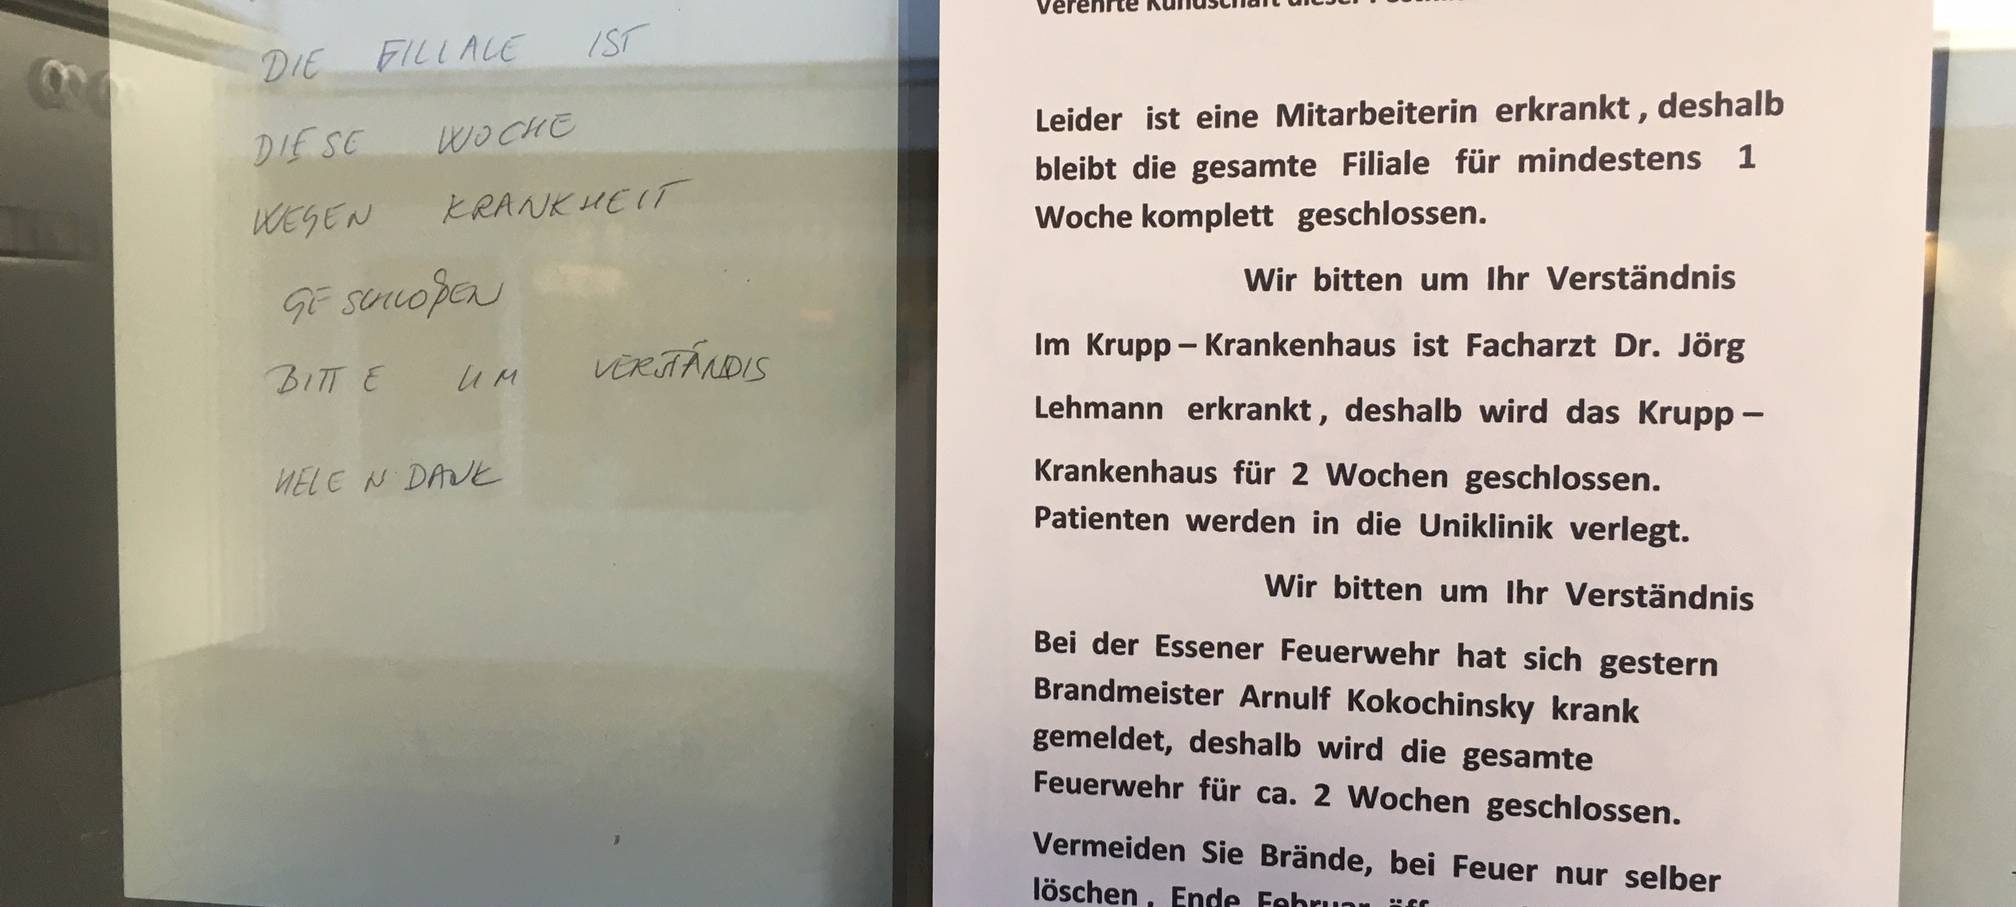 DIE FILIALE IST
DIESE WOCHE
WEGEN KRANKHEIT
GESCHLOßEN
BITTE UM VERSTÄNDIS
VIELEN DANK
Verehrte Kundschaft dieser
Leider ist eine Mitarbeiterin erkrankt , deshalb
bleibt die gesamte Filiale für mindestens 1
Woche komplett geschlossen.
Wir bitten um Ihr Verständnis
Im Krupp – Krankenhaus ist Facharzt Dr. Jörg
Lehmann erkrankt , deshalb wird das Krupp –
Krankenhaus für 2 Wochen geschlossen.
Patienten werden in die Uniklinik verlegt.
Wir bitten um Ihr Verständnis
Bei der Essener Feuerwehr hat sich gestern
Brandmeister Arnulf Kokochinsky krank
gemeldet, deshalb wird die gesamte
Feuerwehr für ca. 2 Wochen geschlossen.
Vermeiden Sie Brände, bei Feuer nur selber
löschen . Ende Februar